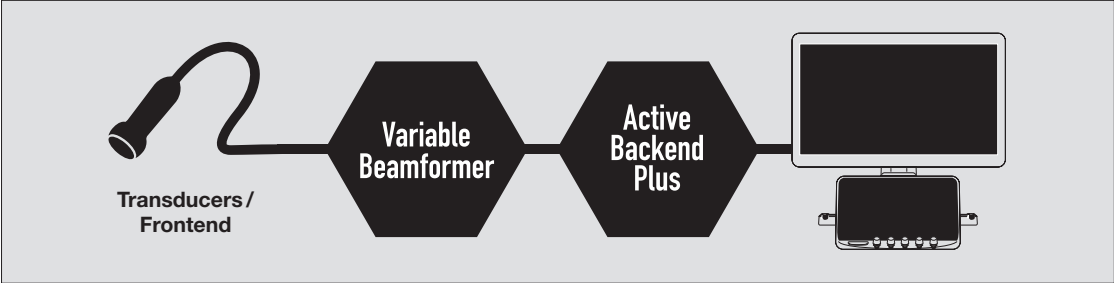 Variable
Beamformer
Active
Backend
Plus
Transducers /
Frontend